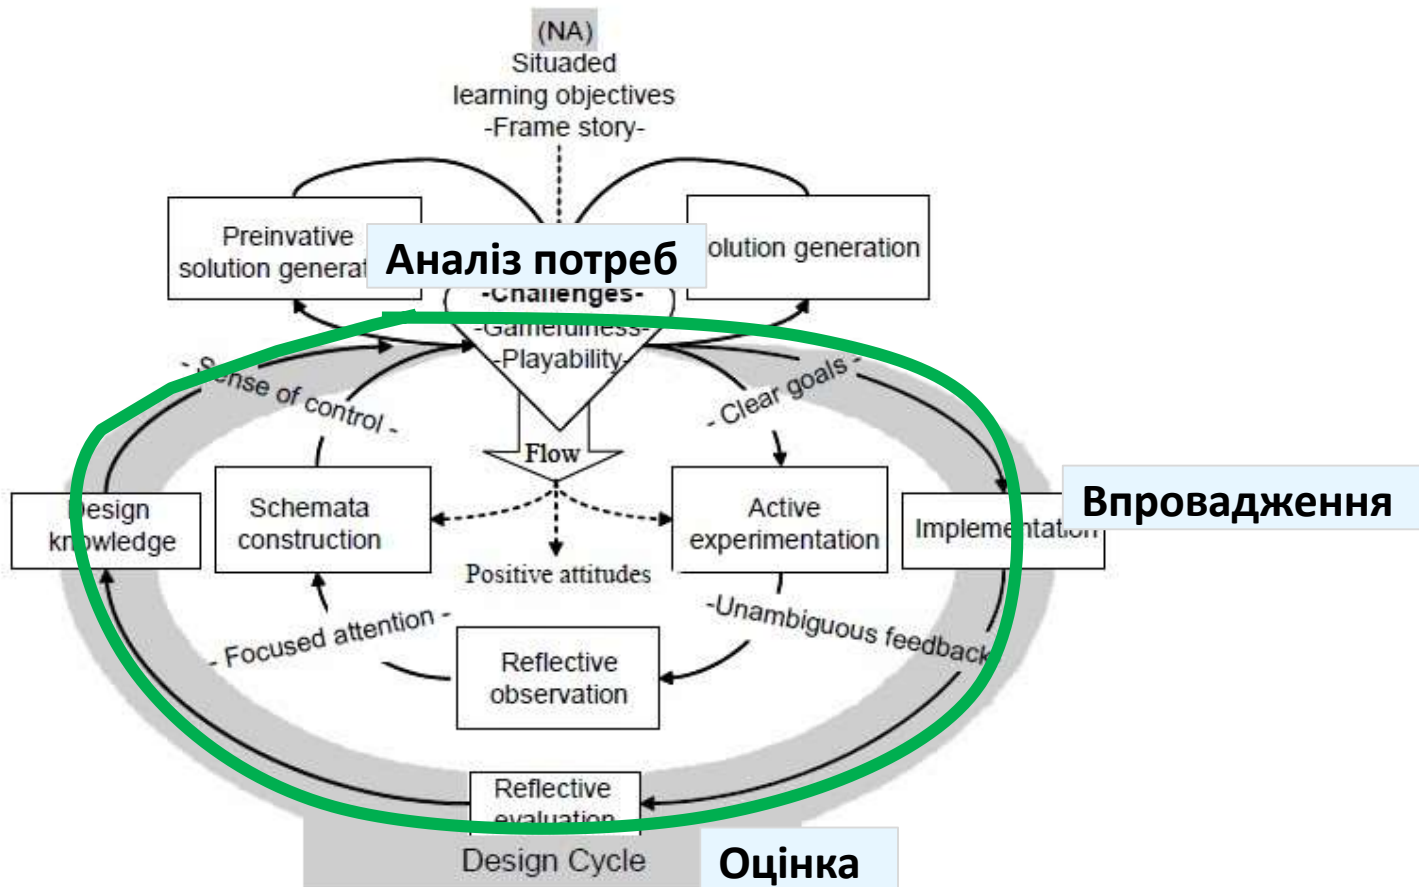 (NA)
Situaded
learning objectives
-Frame story-
Preinvative
solution generat
Аналіз потреб
olution generation
-Challenges-
-Gamefulness-
-Playability-
- Sense of control -
- Clear goals -
Flow
Design
knowledge
Schemata
construction
Active
experimentation
Implementation
Впровадження
Positive attitudes
- Focused attention -
-Unambiguous feedback
Reflective
observation
Reflective
evaluation
Design Cycle
Оцінка